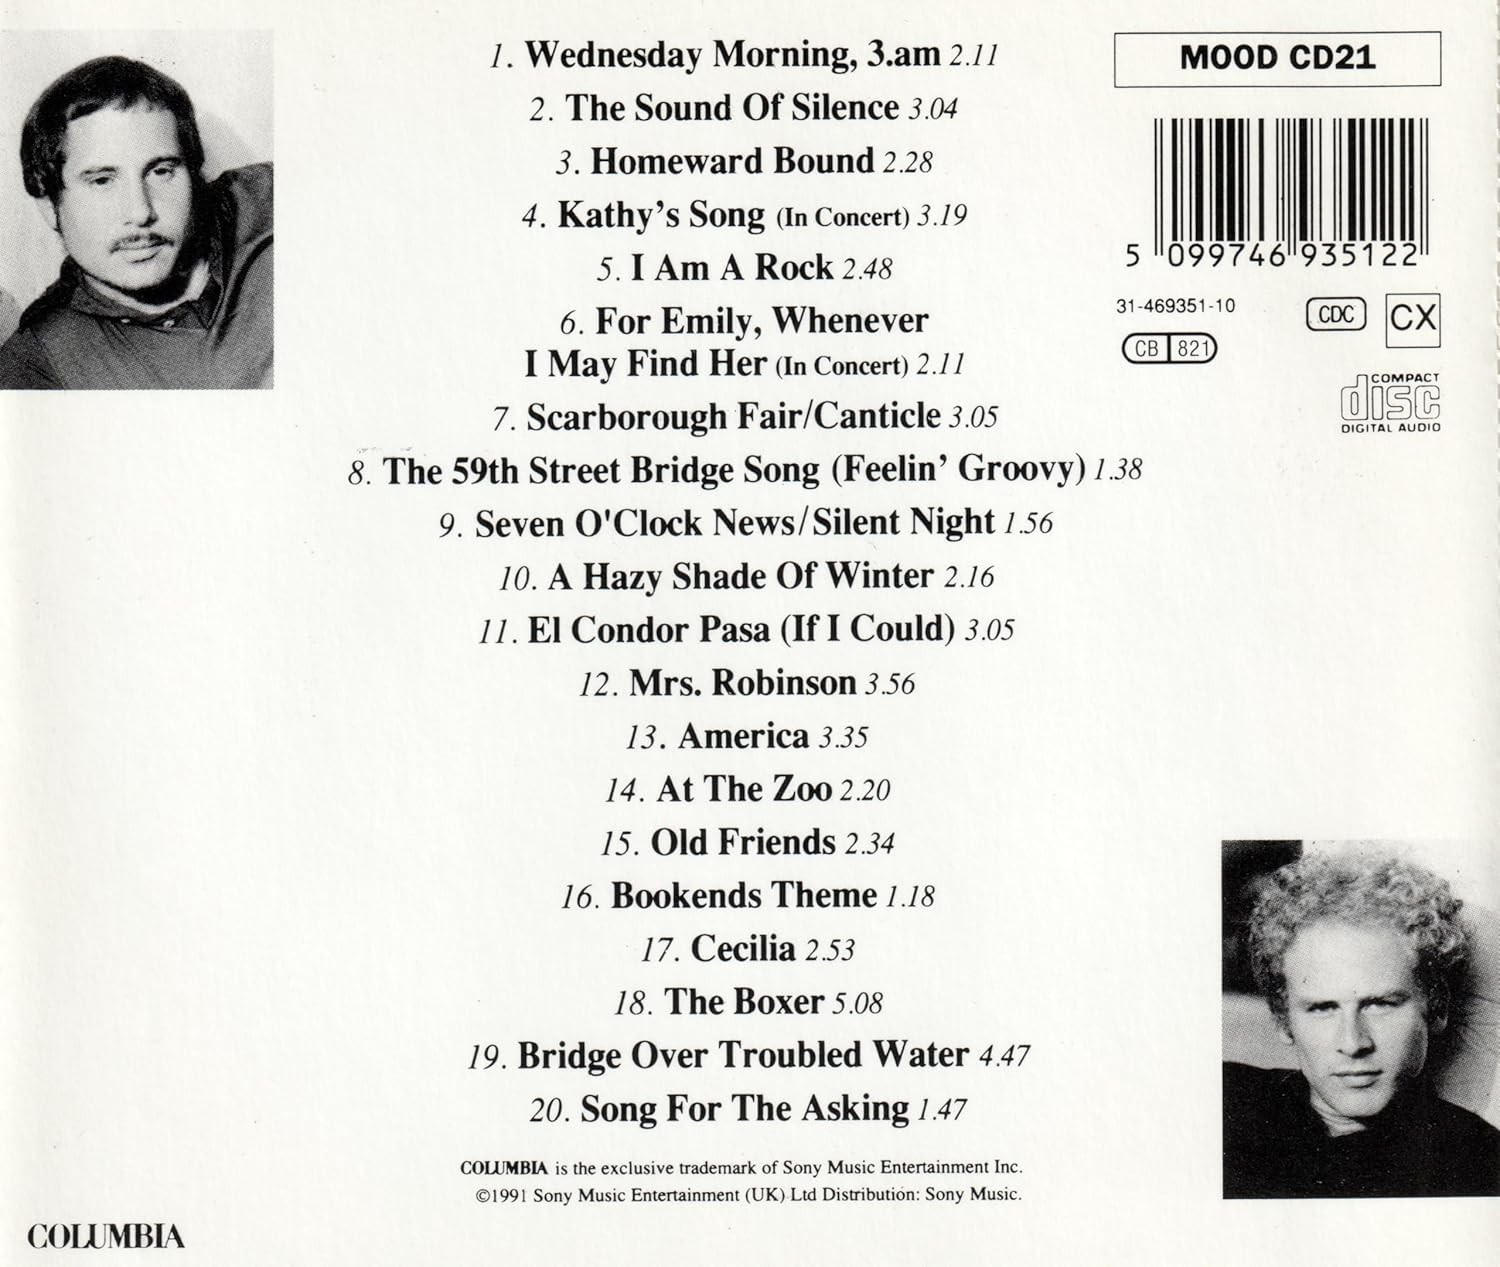 1. Wednesday Morning, 3.am 2.11
2. The Sound Of Silence 3.04
3. Homeward Bound 2.28
4. Kathy's Song (In Concert) 3.19
5. I Am A Rock 2.48
6. For Emily, Whenever
I May Find Her (In Concert) 2.11
7. Scarborough Fair/Canticle 3.05
8. The 59th Street Bridge Song (Feelin' Groovy) 1.38
9. Seven O'Clock News/Silent Night 1.56
10. A Hazy Shade Of Winter 2.16
11. El Condor Pasa (If I Could) 3.05
12. Mrs. Robinson 3.56
13. America 3.35
14. At The Zoo 2.20
15. Old Friends 2.34
16. Bookends Theme 1.18
17. Cecilia 2.53
18. The Boxer 5.08
19. Bridge Over Troubled Water 4.47
20. Song For The Asking 1.47
COLUMBIA is the exclusive trademark of Sony Music Entertainment Inc.
©1991 Sony Music Entertainment (UK) Ltd Distribution: Sony Music.
COLUMBIA
MOOD CD21
5 099746 935122
31-469351-10
CDC
CX
CB 821
COMPACT
disc
DIGITAL AUDIO